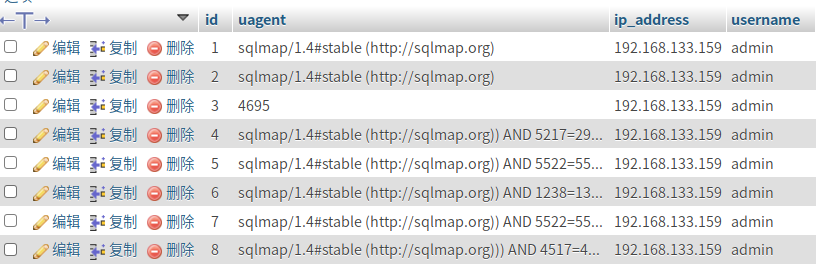 id uagent ip_address username
编辑 复制 删除 1 sqlmap/1.4#stable (http://sqlmap.org) 192.168.133.159 admin
编辑 复制 删除 2 sqlmap/1.4#stable (http://sqlmap.org) 192.168.133.159 admin
编辑 复制 删除 3 4695 192.168.133.159 admin
编辑 复制 删除 4 sqlmap/1.4#stable (http://sqlmap.org)) AND 5217=29... 192.168.133.159 admin
编辑 复制 删除 5 sqlmap/1.4#stable (http://sqlmap.org)) AND 5522=55... 192.168.133.159 admin
编辑 复制 删除 6 sqlmap/1.4#stable (http://sqlmap.org)) AND 1238=13... 192.168.133.159 admin
编辑 复制 删除 7 sqlmap/1.4#stable (http://sqlmap.org)) AND 5522=55... 192.168.133.159 admin
编辑 复制 删除 8 sqlmap/1.4#stable (http://sqlmap.org))) AND 4517=4... 192.168.133.159 admin